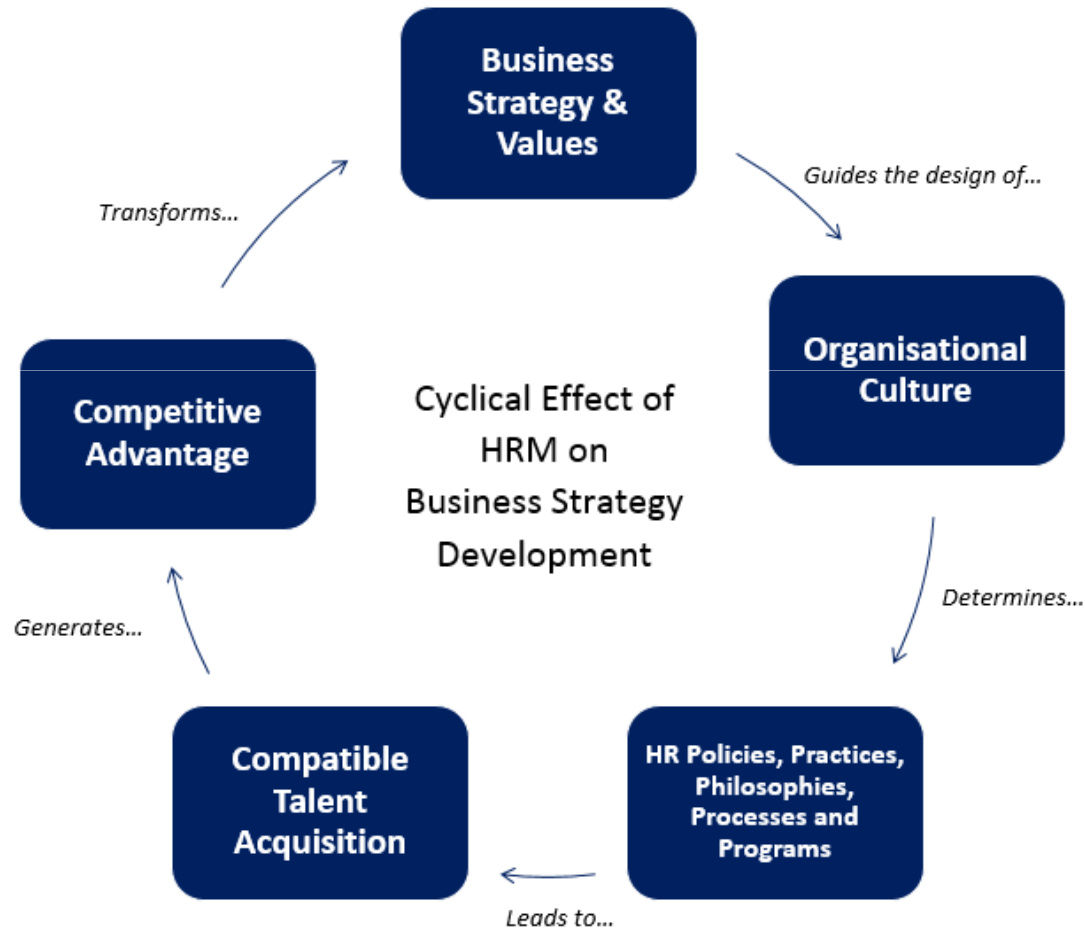 Business
Strategy &
Values
Guides the design of...
Organisational
Culture
Determines...
HR Policies, Practices,
Philosophies,
Processes and
Programs
Leads to...
Compatible
Talent
Acquisition
Generates...
Competitive
Advantage
Transforms...
Cyclical Effect of
HRM on
Business Strategy
Development